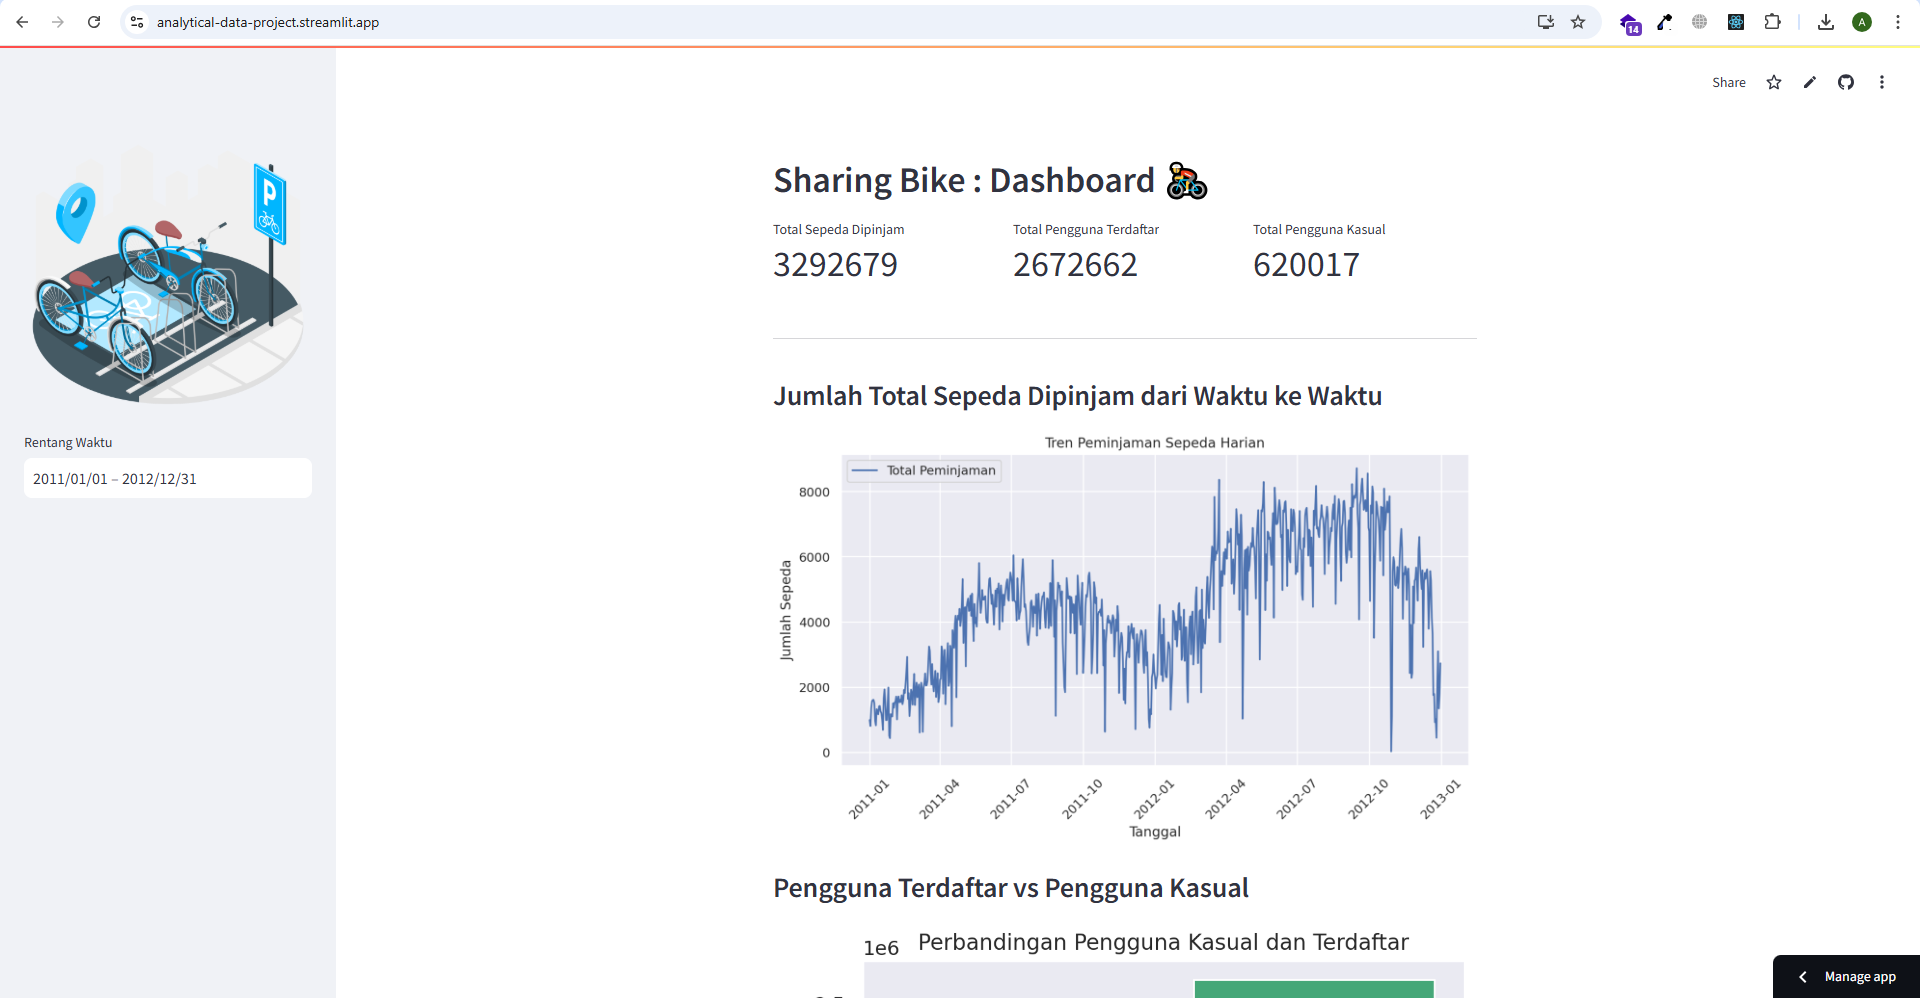 analytical-data-project.streamlit.app
14
A
Share
P
Sharing Bike : Dashboard
Total Sepeda Dipinjam
3292679
Total Pengguna Terdaftar
2672662
Total Pengguna Kasual
620017
Rentang Waktu
2011/01/01 – 2012/12/31
Jumlah Total Sepeda Dipinjam dari Waktu ke Waktu
Tren Peminjaman Sepeda Harian
Total Peminjaman
Jumlah Sepeda
8000
6000
4000
2000
0
2011-01
2011-04
2011-07
2011-10
2012-01
2012-04
2012-07
2012-10
2013-01
Tanggal
Pengguna Terdaftar vs Pengguna Kasual
1e6
Perbandingan Pengguna Kasual dan Terdaftar
Manage app